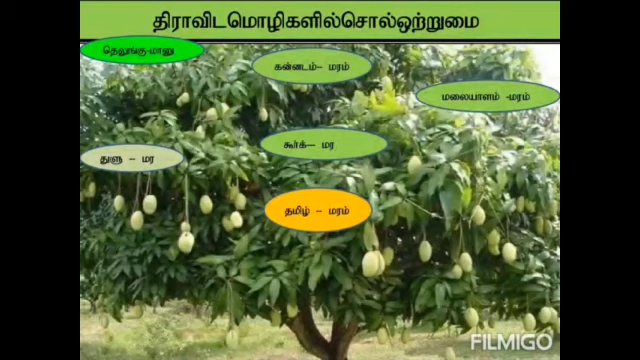 திராவிடமொழிகளில்சொல்ஒற்றுமை
தெலுங்கு-மானு
கன்னடம்– மரம்
மலையாளம் -மரம்
கூர்க்--- மர
துளு -- மர
தமிழ் -- மரம்
FILMIGO